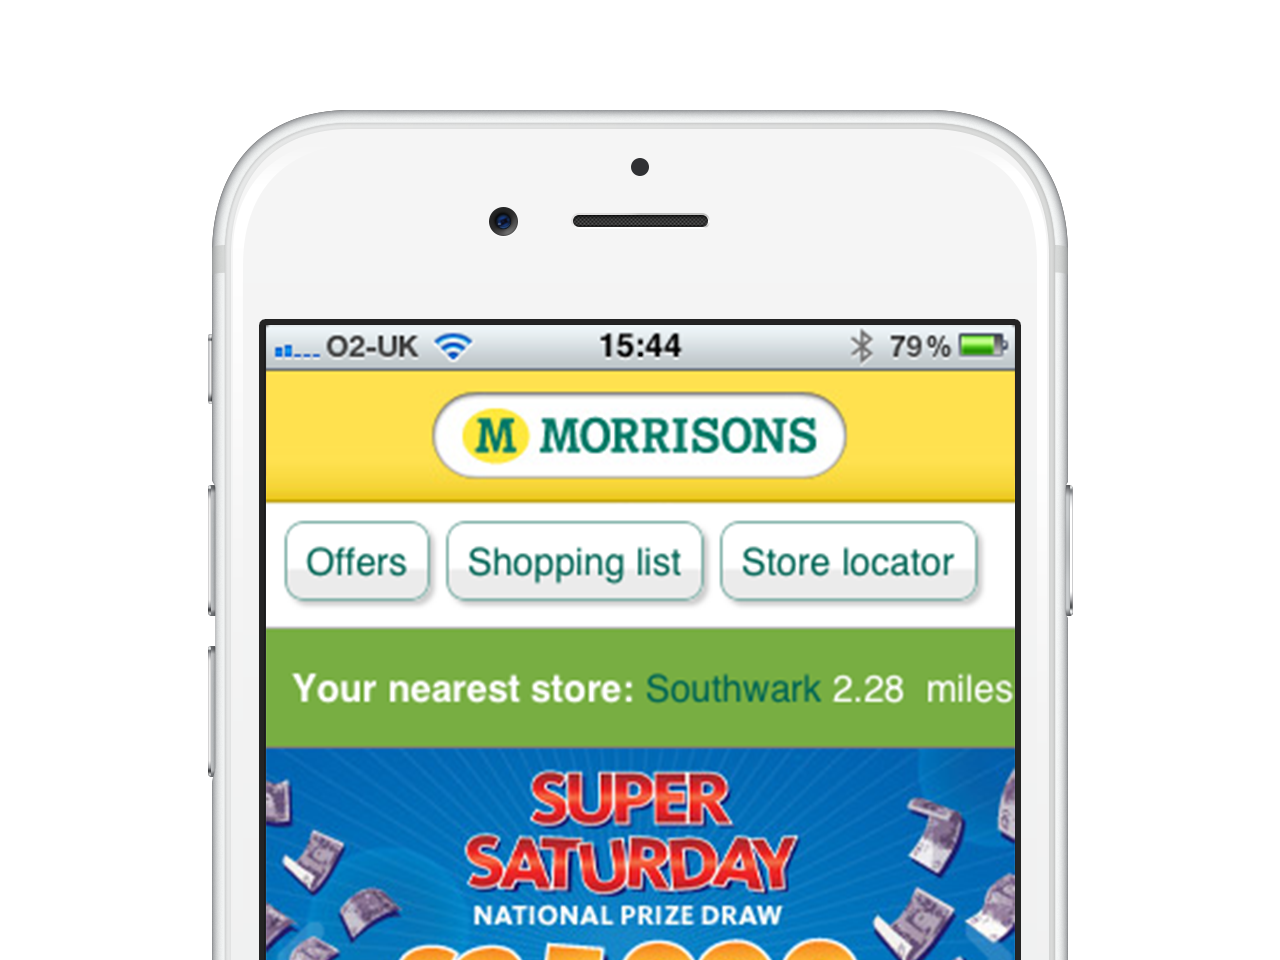 O2-UK 15:44 79%
M MORRISONS
Offers Shopping list Store locator
Your nearest store: Southwark 2.28 miles
SUPER
SATURDAY
NATIONAL PRIZE DRAW